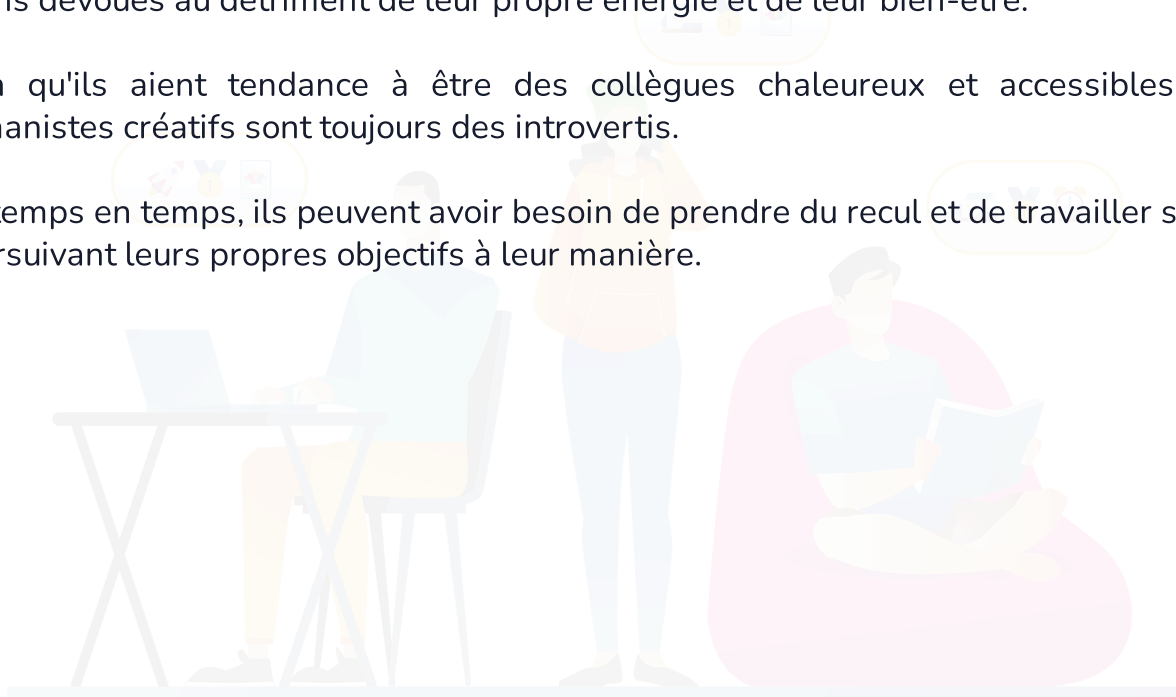 dévoués au détriment de leur propre énergie et de leur bien-être.
qu'ils aient tendance à être des collègues chaleureux et accessibles
créatifs sont toujours des introvertis.
temps en temps, ils peuvent avoir besoin de prendre du recul et de travailler
leurs propres objectifs à leur manière.